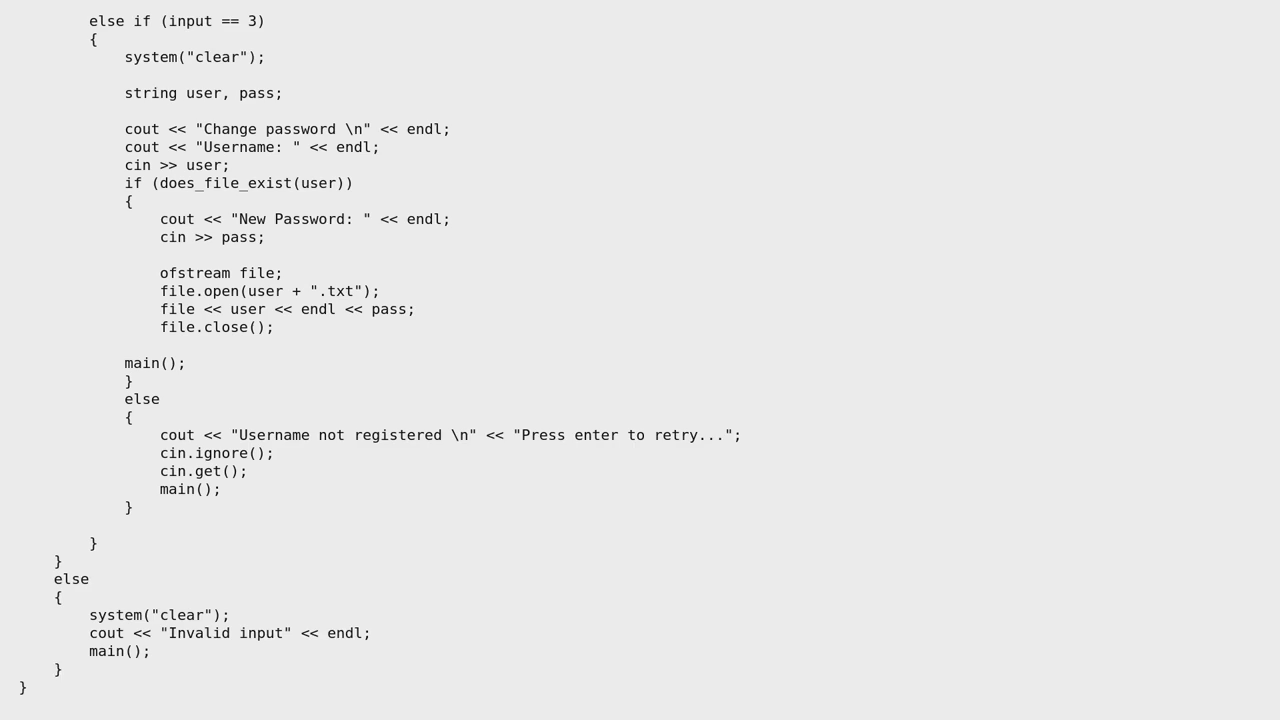 else if (input == 3)
        {
            system("clear");

            string user, pass;

            cout << "Change password \n" << endl;
            cout << "Username: " << endl;
            cin >> user;
            if (does_file_exist(user))
            {
                cout << "New Password: " << endl;
                cin >> pass;

                ofstream file;
                file.open(user + ".txt");
                file << user << endl << pass;
                file.close();

            main();
            }
            else
            {
                cout << "Username not registered \n" << "Press enter to retry...";
                cin.ignore();
                cin.get();
                main();
            }

        }
    }
    else
    {
        system("clear");
        cout << "Invalid input" << endl;
        main();
    }
}